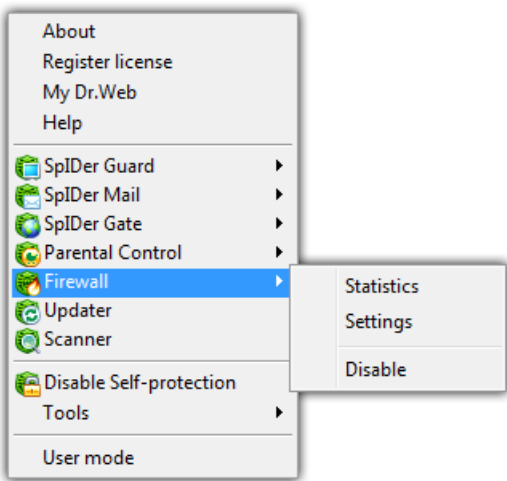 About
Register license
My Dr.Web
Help
SpIDer Guard
SpIDer Mail
SpIDer Gate
Parental Control
Firewall
Updater
Scanner
Disable Self-protection
Tools
User mode
Statistics
Settings
Disable